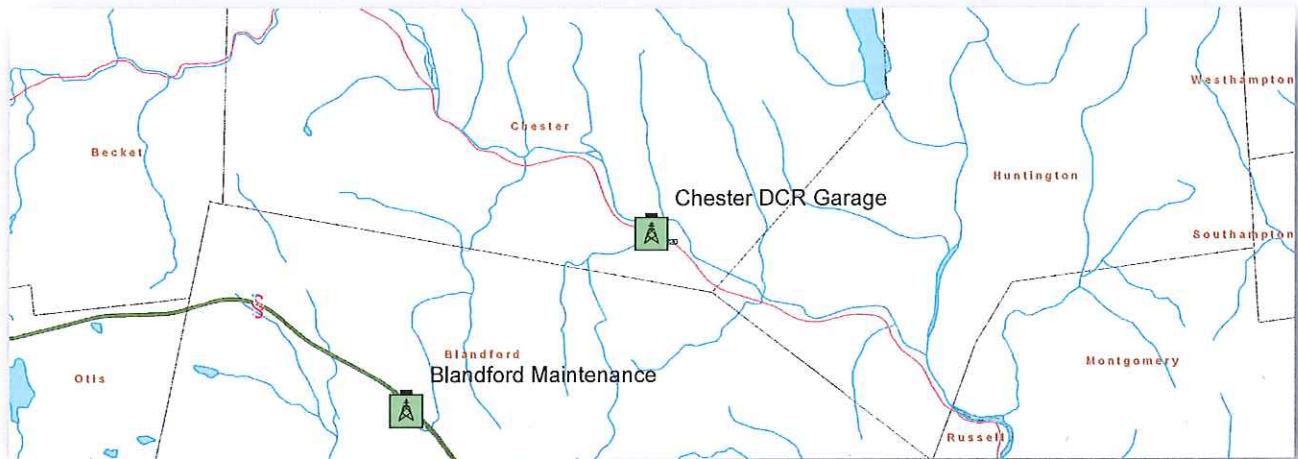 Westhampton
Chester
Becket
Huntington
Chester DCR Garage
Southampton
Blandford
Montgomery
Otis
Blandford Maintenance
Russell